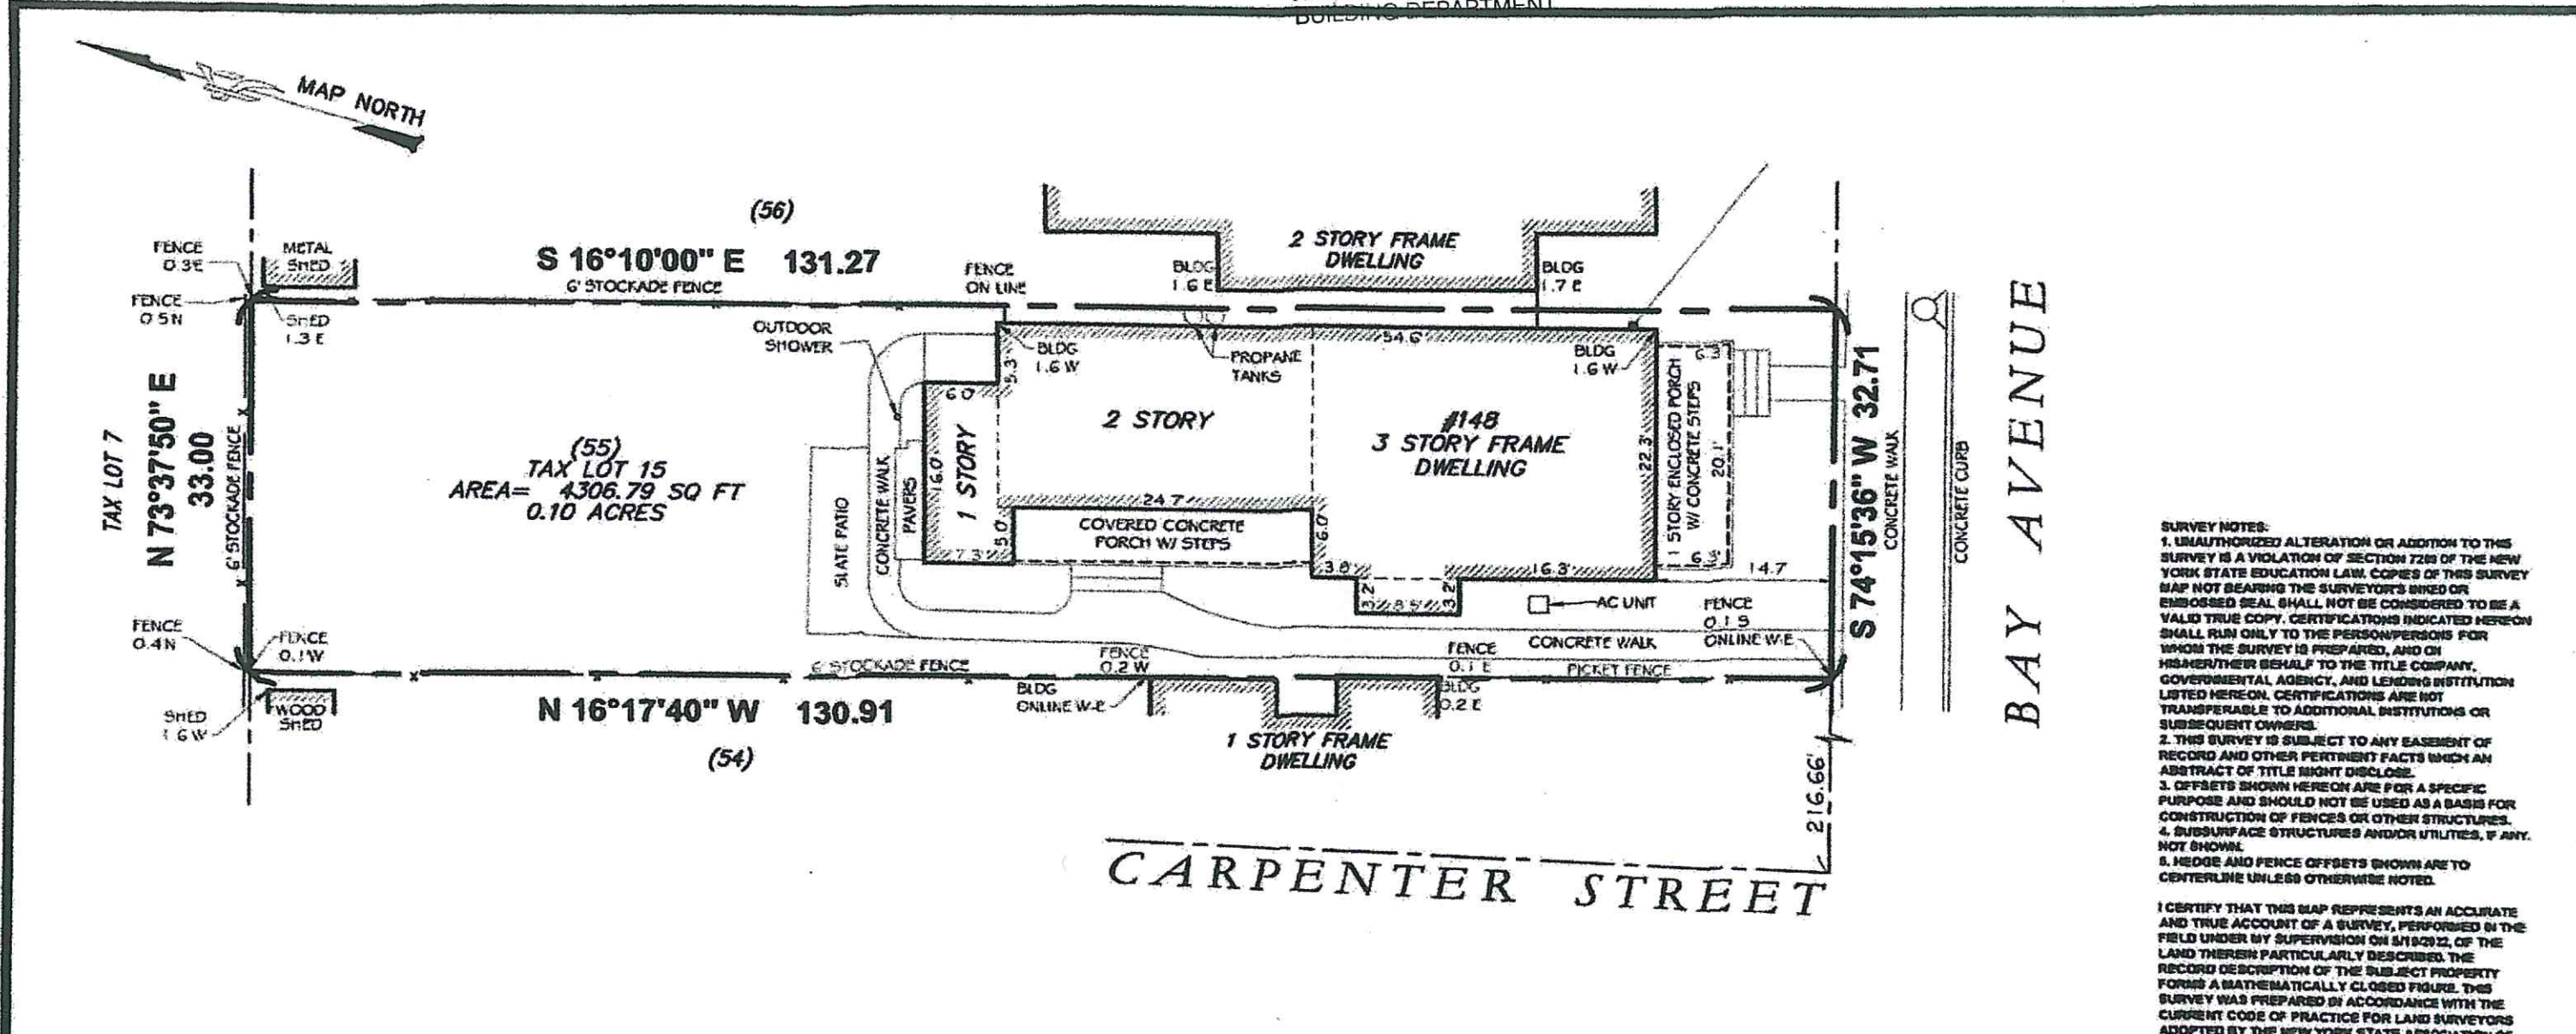 BUILDING DEPARTMENT
MAP NORTH
(56)
S 16°10'00" E 131.27
6' STOCKADE FENCE
FENCE
0.3E
METAL
SHED
FENCE
0.5N
SHED
1.3 E
FENCE
ON LINE
2 STORY FRAME
DWELLING
BLDG
1.6 E
BLDG
1.7 E
OUTDOOR
SHOWER
BLDG
1.6 W
PROPANE
TANKS
54.6'
BLDG
1.6 W
5.3'
6.0'
6.3'
TAX LOT 7
N 73°37'50" E
33.00
6' STOCKADE FENCE
(55)
TAX LOT 15
AREA= 4306.79 SQ FT
0.10 ACRES
SLATE PATIO
CONCRETE WALK
PAVERS
16.0'
1 STORY
2 STORY
#148
3 STORY FRAME
DWELLING
22.3'
1 STORY ENCLOSED PORCH
W/ CONCRETE STEPS
20.1'
24.7'
COVERED CONCRETE
PORCH W/ STEPS
5.0'
7.3'
6.0'
3.8'
3.2'
8.5'
3.2'
16.3'
6.3'
14.7
AC UNIT
FENCE
0.1 S
ONLINE W-E
CONCRETE WALK
S 74°15'36" W 32.71
CONCRETE WALK
CONCRETE CURB
BAY AVENUE
FENCE
0.4N
FENCE
0.1W
6' STOCKADE FENCE
FENCE
0.2 W
FENCE
0.1 E
PICKET FENCE
SHED
1.6 W
WOOD
SHED
N 16°17'40" W 130.91
(54)
BLDG
ONLINE W-E
BLDG
0.2 E
1 STORY FRAME
DWELLING
216.66'
CARPENTER STREET
SURVEY NOTES:
1. UNAUTHORIZED ALTERATION OR ADDITION TO THIS
SURVEY IS A VIOLATION OF SECTION 7209 OF THE NEW
YORK STATE EDUCATION LAW. COPIES OF THIS SURVEY
MAP NOT BEARING THE SURVEYOR'S INKED OR
EMBOSSED SEAL SHALL NOT BE CONSIDERED TO BE A
VALID TRUE COPY. CERTIFICATIONS INDICATED HEREON
SHALL RUN ONLY TO THE PERSON/PERSONS FOR
WHOM THE SURVEY IS PREPARED, AND ON
HIS/HER/THEIR BEHALF TO THE TITLE COMPANY,
GOVERNMENTAL AGENCY, AND LENDING INSTITUTION
LISTED HEREON. CERTIFICATIONS ARE NOT
TRANSFERABLE TO ADDITIONAL INSTITUTIONS OR
SUBSEQUENT OWNERS.
2. THIS SURVEY IS SUBJECT TO ANY EASEMENT OF
RECORD AND OTHER PERTINENT FACTS WHICH AN
ABSTRACT OF TITLE MIGHT DISCLOSE.
3. OFFSETS SHOWN HEREON ARE FOR A SPECIFIC
PURPOSE AND SHOULD NOT BE USED AS A BASIS FOR
CONSTRUCTION OF FENCES OR OTHER STRUCTURES.
4. SUBSURFACE STRUCTURES AND/OR UTILITIES, IF ANY.
NOT SHOWN.
5. HEDGE AND FENCE OFFSETS SHOWN ARE TO
CENTERLINE UNLESS OTHERWISE NOTED.
I CERTIFY THAT THIS MAP REPRESENTS AN ACCURATE
AND TRUE ACCOUNT OF A SURVEY, PERFORMED IN THE
FIELD UNDER MY SUPERVISION ON OF THE
LAND THEREIN PARTICULARLY DESCRIBED. THE
RECORD DESCRIPTION OF THE SUBJECT PROPERTY
FORMS A MATHEMATICALLY CLOSED FIGURE. THIS
SURVEY WAS PREPARED IN ACCORDANCE WITH THE
CURRENT CODE OF PRACTICE FOR LAND SURVEYORS
ADOPTED BY THE NEW YORK STATE ASSOCIATION OF